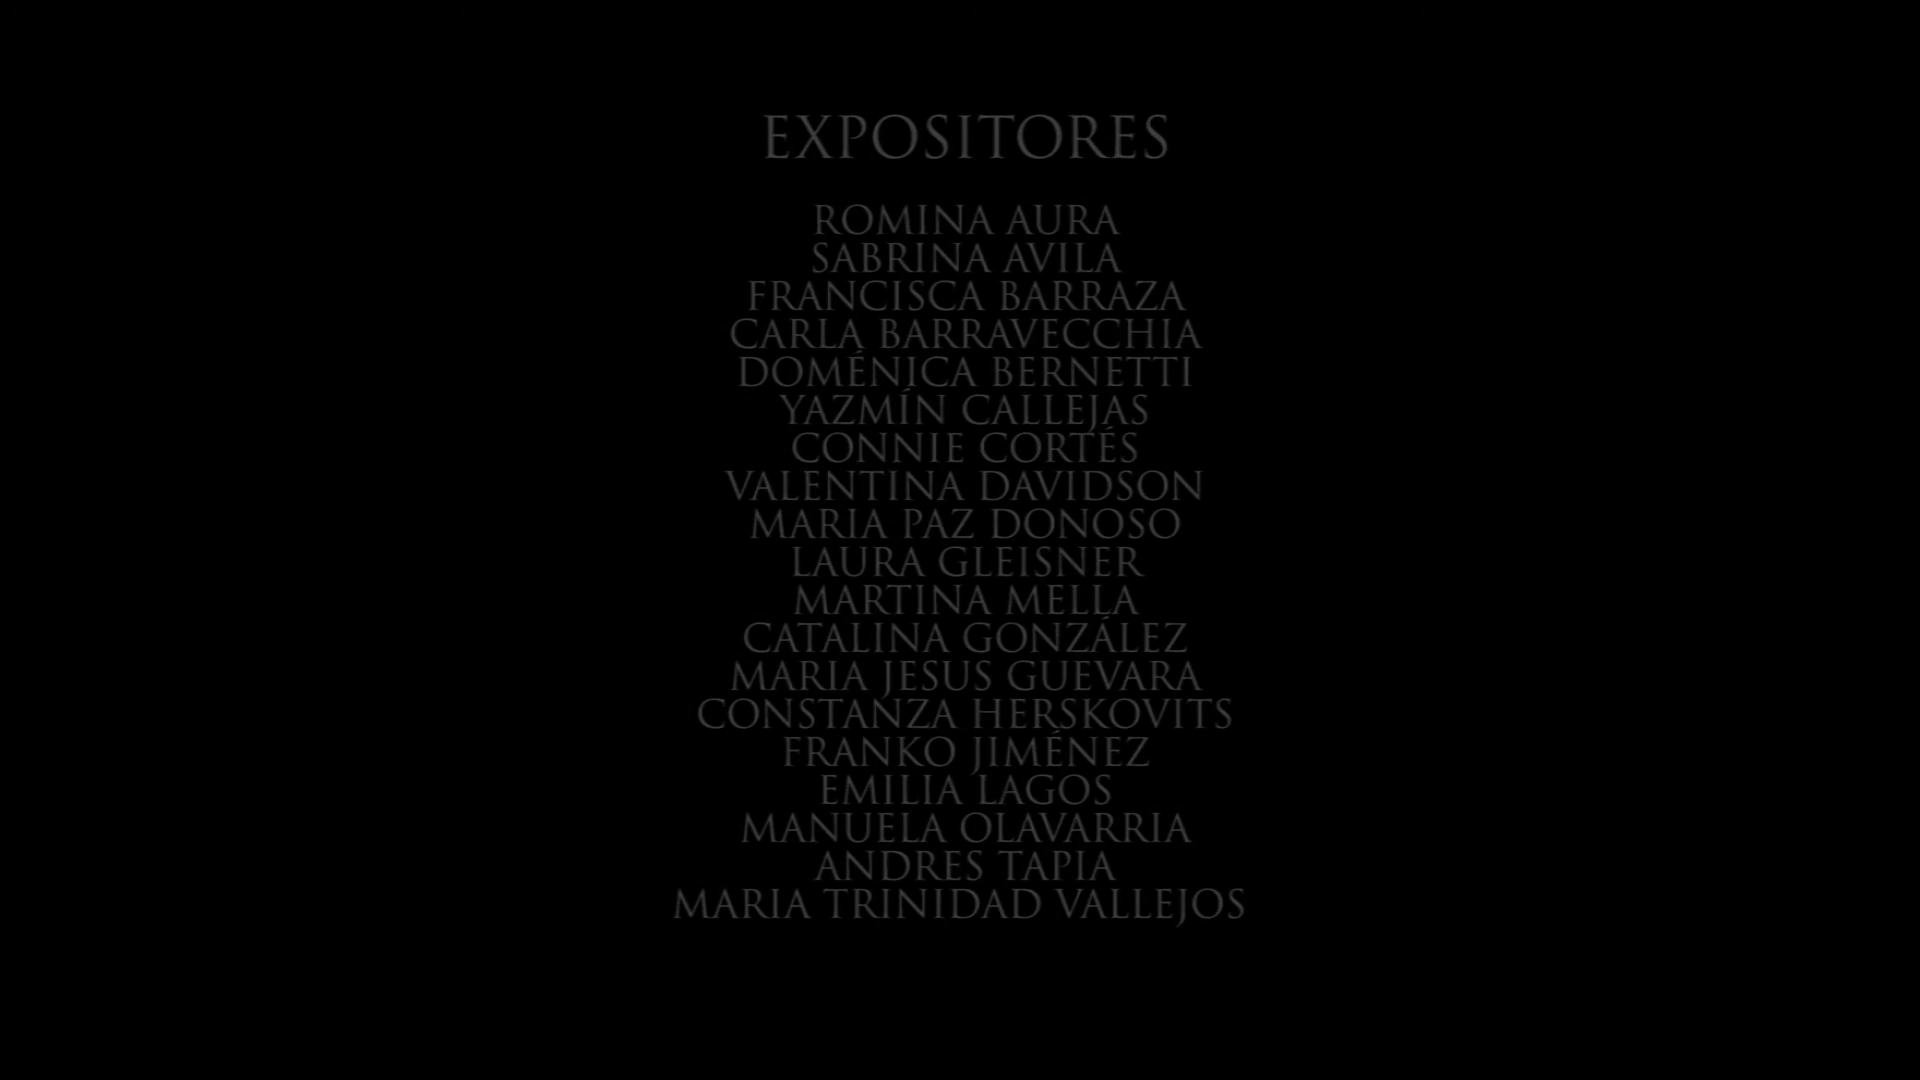 EXPOSITORES
ROMINA AURA
SABRINA AVILA
FRANCISCA BARRAZA
CARLA BARRAVECCHIA
DOMÉNICA BERNETTI
YAZMÍN CALLEJAS
CONNIE CORTÉS
VALENTINA DAVIDSON
MARIA PAZ DONOSO
LAURA GLEISNER
MARTINA MELLA
CATALINA GONZÁLEZ
MARIA JESUS GUEVARA
CONSTANZA HERSKOVITS
FRANKO JIMÉNEZ
EMILIA LAGOS
MANUELA OLAVARRIA
ANDRES TAPIA
MARIA TRINIDAD VALLEJOS